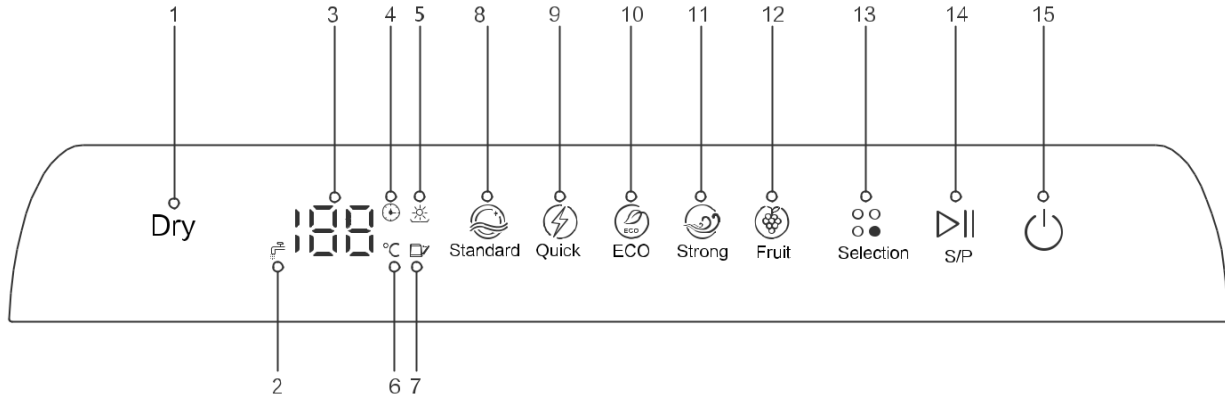 1 3 4 5 8 9 10 11 12 13 14 15
Dry
188
°C
ECO
Standard Quick ECO Strong Fruit Selection S/P
2 6 7